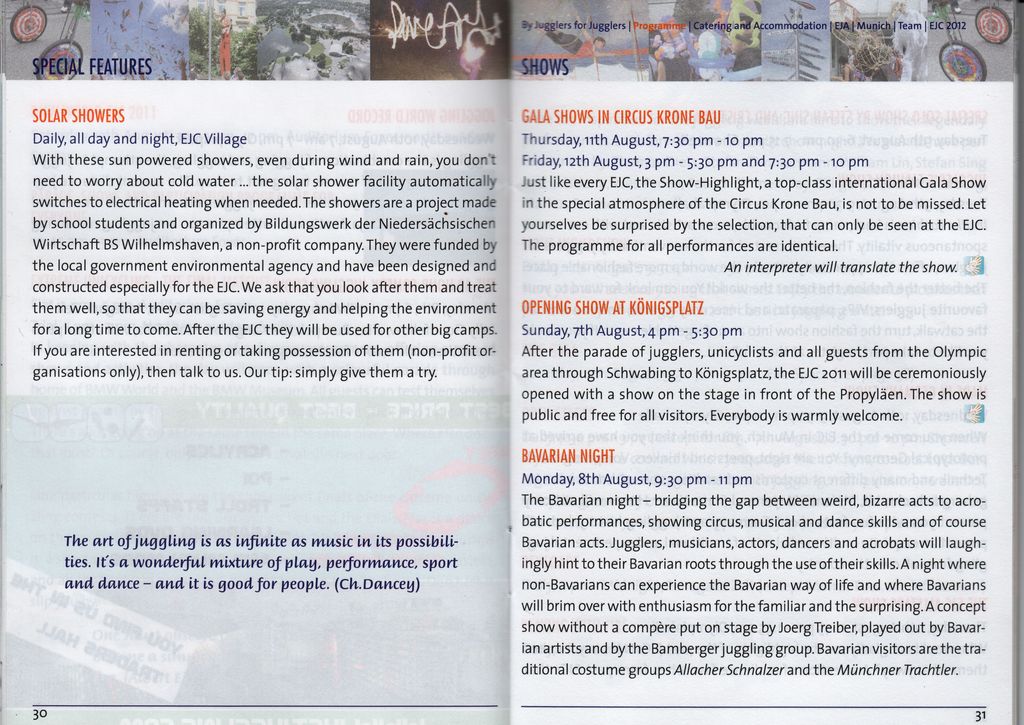 SPECIAL FEATURES
SOLAR SHOWERS
Daily, all day and night, EJC Village
With these sun powered showers, even during wind and rain, you don't
need to worry about cold water ... the solar shower facility automatically
switches to electrical heating when needed. The showers are a project made
by school students and organized by Bildungswerk der Niedersächsischen
Wirtschaft BS Wilhelmshaven, a non-profit company. They were funded by
the local government environmental agency and have been designed and
constructed especially for the EJC. We ask that you look after them and treat
them well, so that they can be saving energy and helping the environment
for a long time to come. After the EJC they will be used for other big camps.
If you are interested in renting or taking possession of them (non-profit or-
ganisations only), then talk to us. Our tip: simply give them a try.
The art of juggling is as infinite as music in its possibili-
ties. It's a wonderful mixture of play, performance, sport
and dance – and it is good for people. (Ch.Dancey)
30
By Jugglers for Jugglers | Programme | Catering and Accommodation | EJA | Munich | Team | EJC 2012
SHOWS
GALA SHOWS IN CIRCUS KRONE BAU
Thursday, 11th August, 7:30 pm - 10 pm
Friday, 12th August, 3 pm - 5:30 pm and 7:30 pm - 10 pm
Just like every EJC, the Show-Highlight, a top-class international Gala Show
in the special atmosphere of the Circus Krone Bau, is not to be missed. Let
yourselves be surprised by the selection, that can only be seen at the EJC.
The programme for all performances are identical.
An interpreter will translate the show.
OPENING SHOW AT KÖNIGSPLATZ
Sunday, 7th August, 4 pm - 5:30 pm
After the parade of jugglers, unicyclists and all guests from the Olympic
area through Schwabing to Königsplatz, the EJC 2011 will be ceremoniously
opened with a show on the stage in front of the Propyläen. The show is
public and free for all visitors. Everybody is warmly welcome.
BAVARIAN NIGHT
Monday, 8th August, 9:30 pm - 11 pm
The Bavarian night – bridging the gap between weird, bizarre acts to acro-
batic performances, showing circus, musical and dance skills and of course
Bavarian acts. Jugglers, musicians, actors, dancers and acrobats will laugh-
ingly hint to their Bavarian roots through the use of their skills. A night where
non-Bavarians can experience the Bavarian way of life and where Bavarians
will brim over with enthusiasm for the familiar and the surprising. A concept
show without a compère put on stage by Joerg Treiber, played out by Bavar-
ian artists and by the Bamberger juggling group. Bavarian visitors are the tra-
ditional costume groups Allacher Schnalzer and the Münchner Trachtler.
31